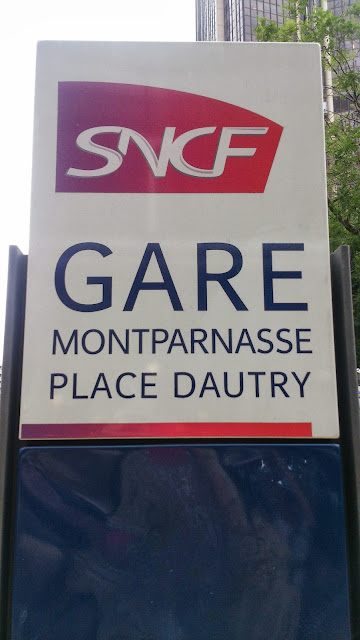 SNCF
GARE
MONTPARNASSE
PLACE DAUTRY